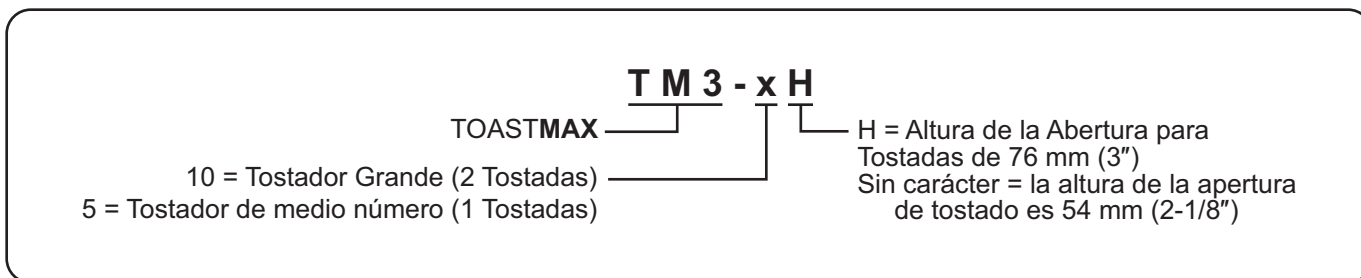 T M 3 - x H
TOASTMAX
10 = Tostador Grande (2 Tostadas)
5 = Tostador de medio número (1 Tostadas)
H = Altura de la Abertura para
Tostadas de 76 mm (3″)
Sin carácter = la altura de la apertura
de tostado es 54 mm (2-1/8″)